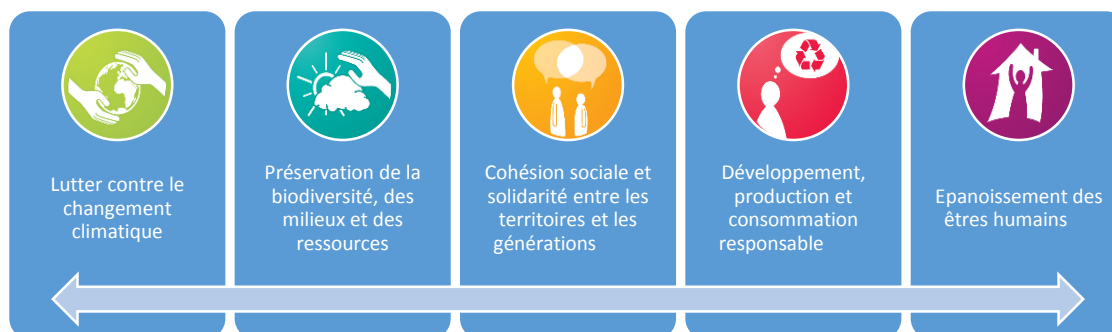 Lutter contre le
changement
climatique
Préservation de la
biodiversité, des
milieux et des
ressources
Cohésion sociale et
solidarité entre les
territoires et les
générations
Développement,
production et
consommation
responsable
Epanoissement des
êtres humains